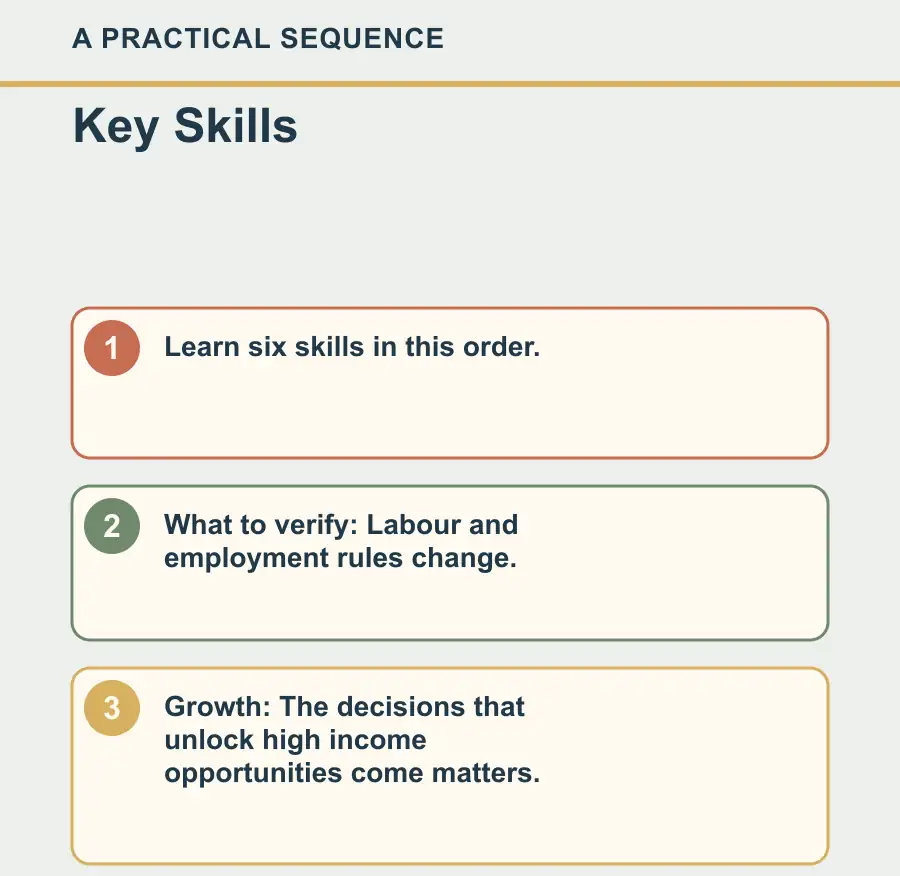 A PRACTICAL SEQUENCE
Key Skills
1
Learn six skills in this order.
2
What to verify: Labour and
employment rules change.
3
Growth: The decisions that
unlock high income
opportunities come matters.